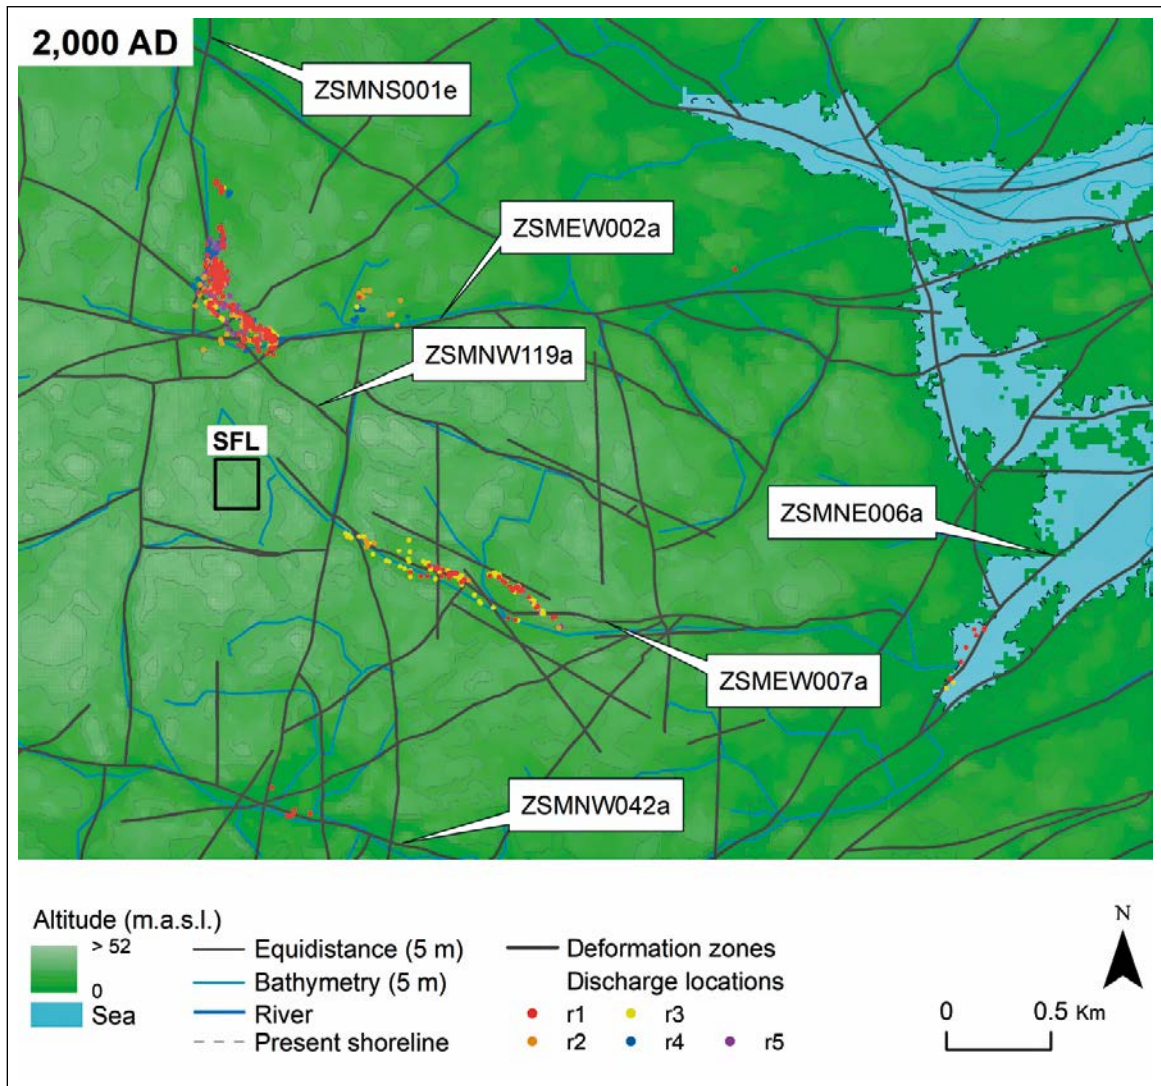 2,000 AD
ZSMNS001e
ZSMEW002a
ZSMNW119a
SFL
ZSMNE006a
ZSMEW007a
ZSMNW042a
Altitude (m.a.s.l.)
> 52
0
Sea
Equidistance (5 m)
Bathymetry (5 m)
River
Present shoreline
Deformation zones
Discharge locations
r1 r3
r2 r4 r5
N
0 0.5 Km